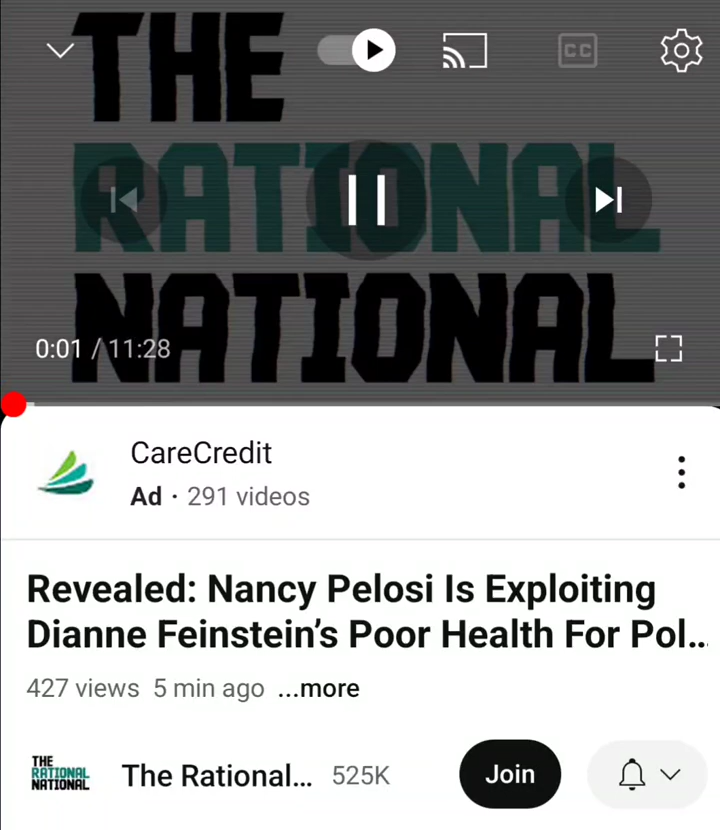 THE
RATIONAL
NATIONAL
CC
0:01 / 11:28
CareCredit
Ad · 291 videos
Revealed: Nancy Pelosi Is Exploiting
Dianne Feinstein's Poor Health For Pol...
427 views 5 min ago ...more
THE
RATIONAL
NATIONAL
The Rational... 525K
Join